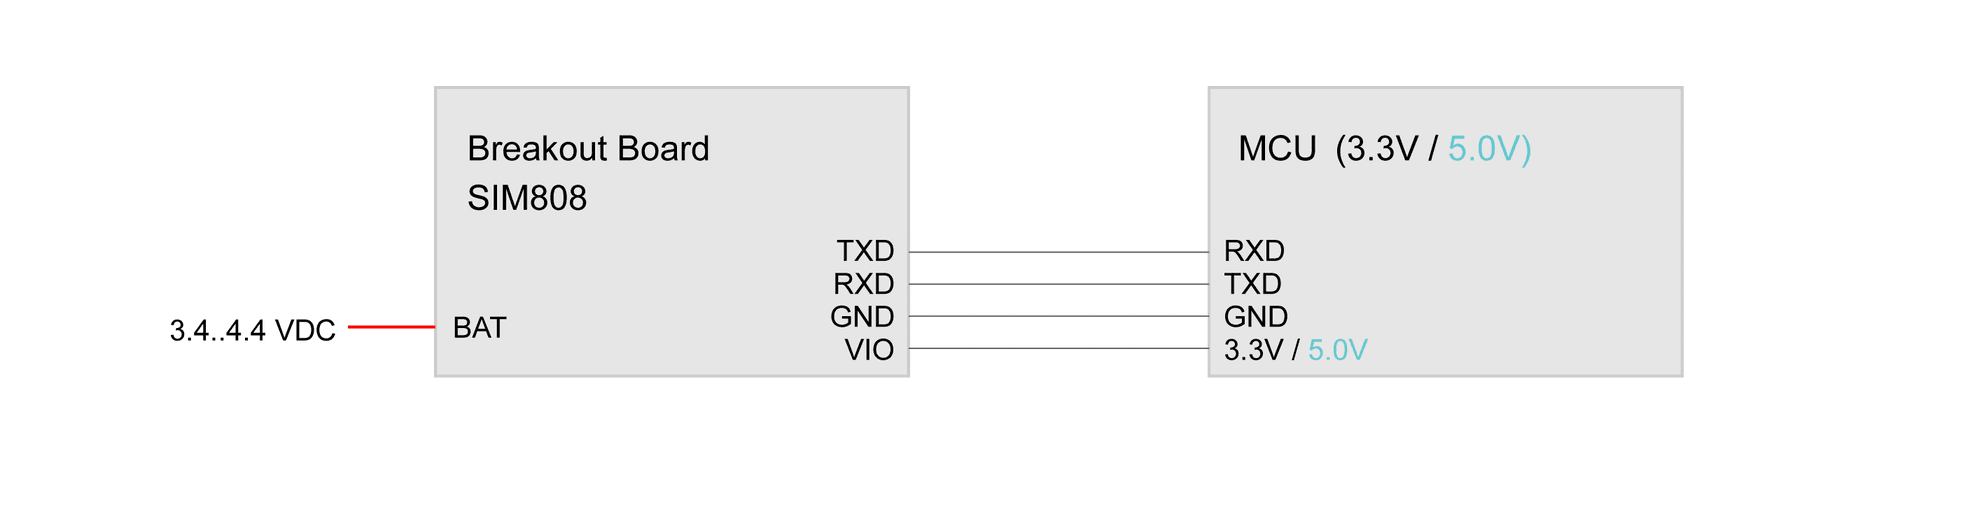 Breakout Board
SIM808
TXD
RXD
GND
VIO
3.4..4.4 VDC
BAT
MCU (3.3V / 5.0V)
RXD
TXD
GND
3.3V / 5.0V